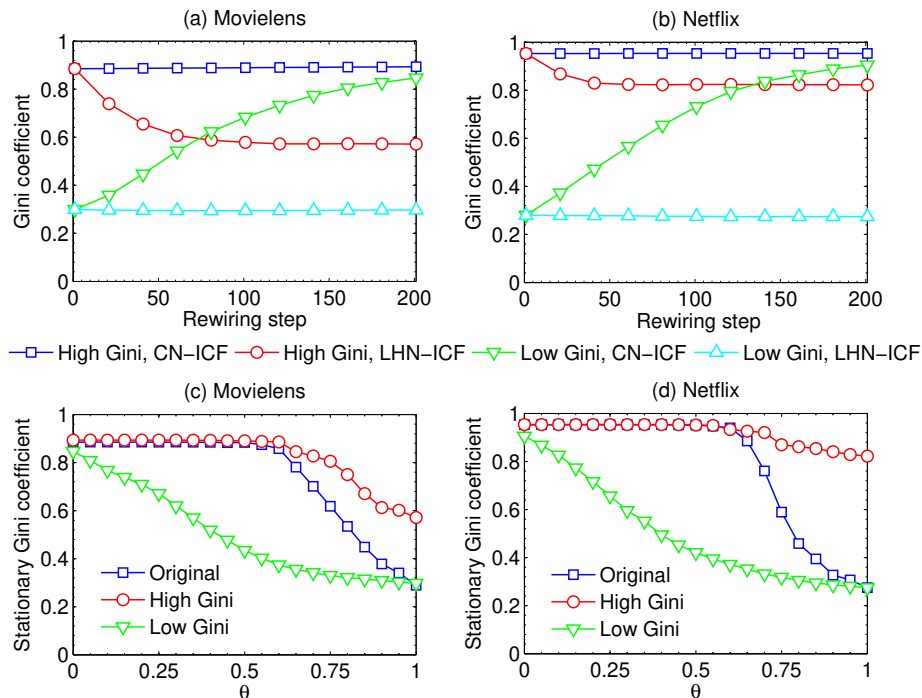 (a) Movielens
(b) Netflix
Gini coefficient
1
0.8
0.6
0.4
0.2
0
0 50 100 150 200
Rewiring step
Gini coefficient
1
0.8
0.6
0.4
0.2
0
0 50 100 150 200
Rewiring step
High Gini, CN−ICF High Gini, LHN−ICF Low Gini, CN−ICF Low Gini, LHN−ICF
(c) Movielens
(d) Netflix
Stationary Gini coefficient
1
0.8
0.6
0.4
0.2
0
Original
High Gini
Low Gini
0 0.25 0.5 0.75 1
θ
Stationary Gini coefficient
1
0.8
0.6
0.4
0.2
0
Original
High Gini
Low Gini
0 0.25 0.5 0.75 1
θ